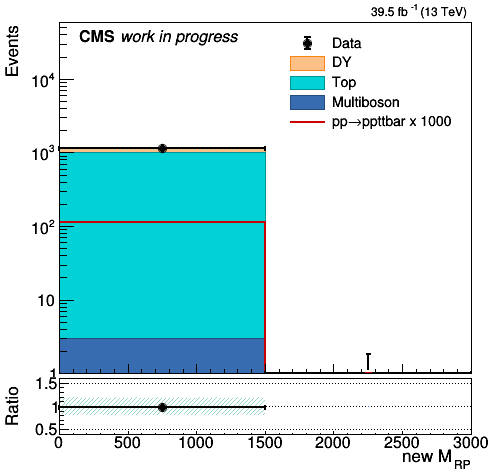 39.5 fb⁻¹ (13 TeV)
CMS work in progress
Events
Data
DY
Top
Multiboson
pp→ppttbar x 1000
10⁴
10³
10²
10
1
Ratio
1.5
1
0.5
0 500 1000 1500 2000 2500 3000
new M_RP